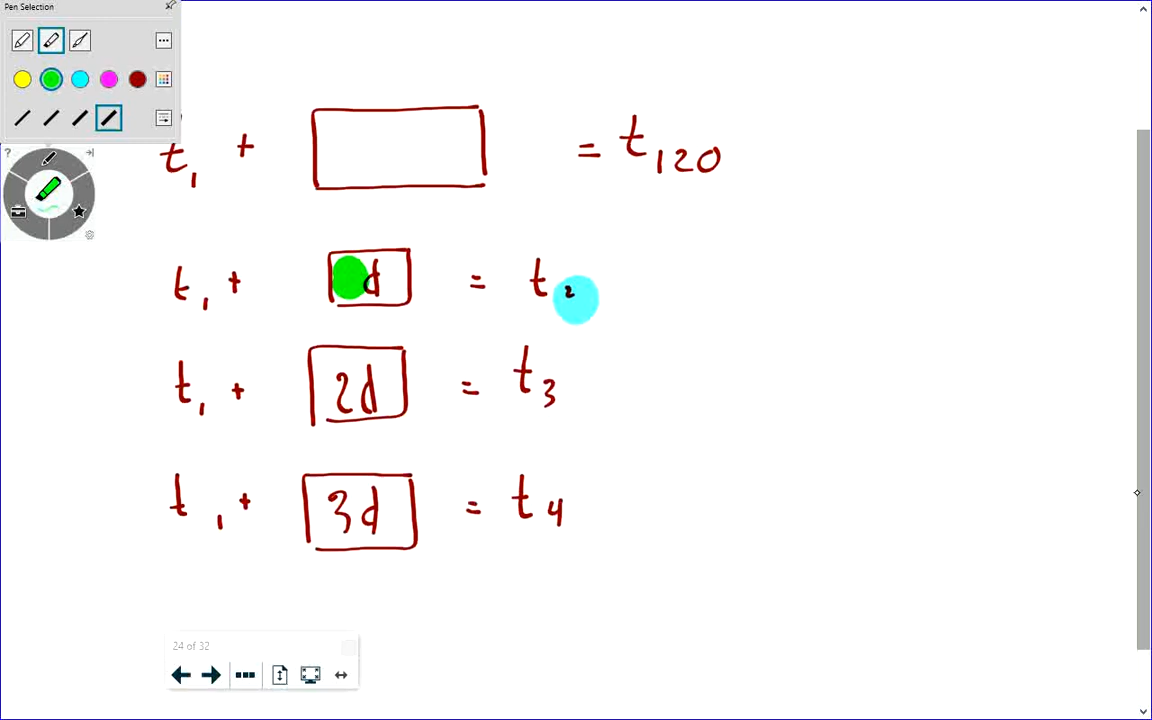 Pen Selection
t₁ + = t₁₂₀
?
t₁ + d = t₂
t₁ + 2d = t₃
t₁ + 3d = t₄
24 of 32